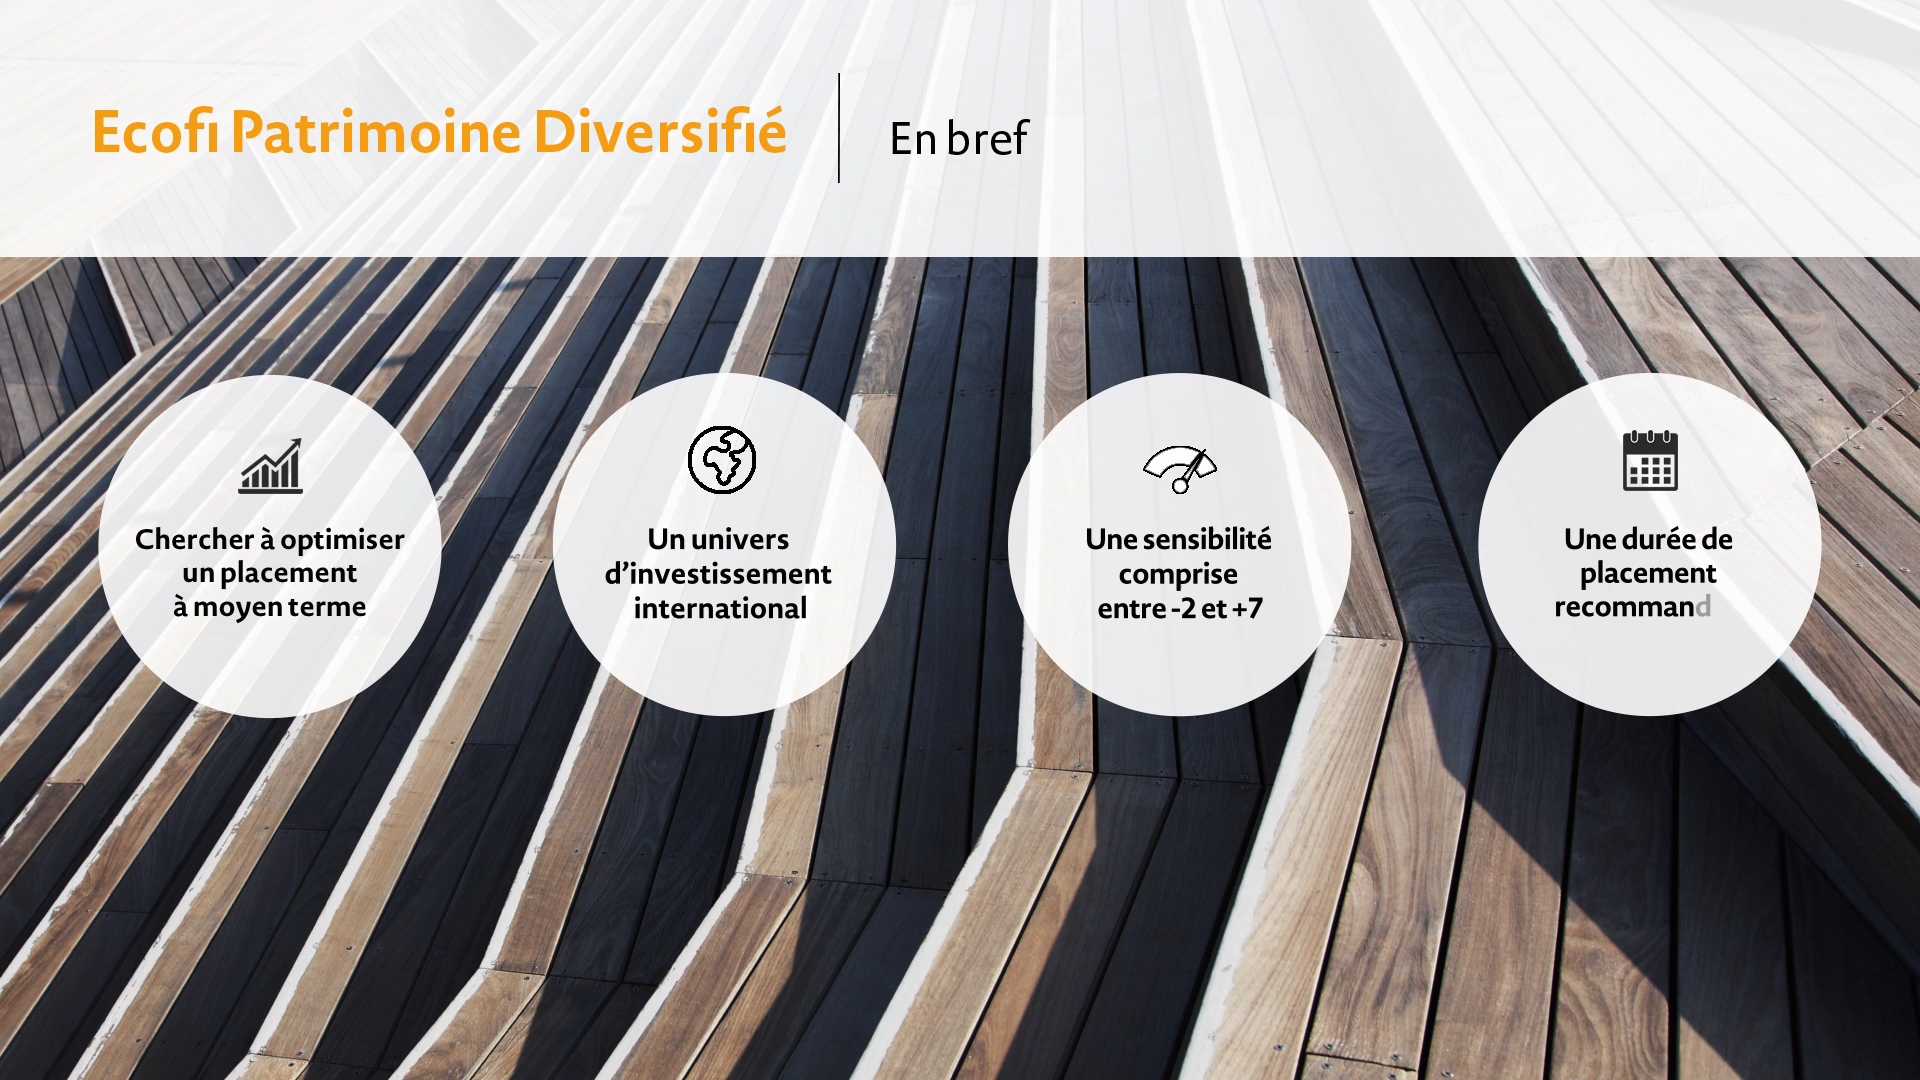 Ecofi Patrimoine Diversifié
En bref
Chercher à optimiser
un placement
à moyen terme
Un univers
d’investissement
international
Une sensibilité
comprise
entre -2 et +7
Une durée de
placement
recommand